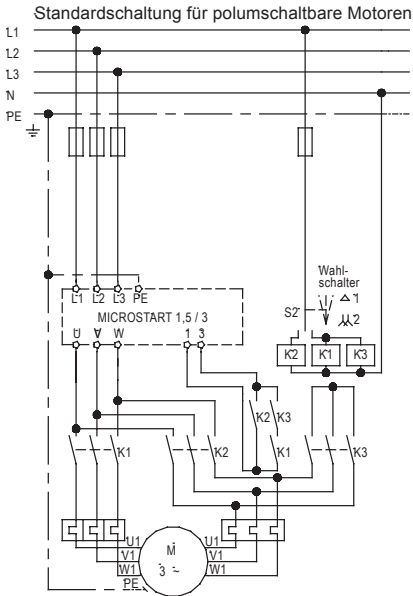 Standardschaltung für polumschaltbare Motoren
L1
L2
L3
N
PE
L1 L2 L3 PE
MICROSTART 1,5 / 3
U V W 1 3
Wahl-
schalter
S2
1
2
K2 K1 K3
K2 K3
K1 K2 K1 K3
U1 M U1
V1 V1
W1 3 ~ W1
PE